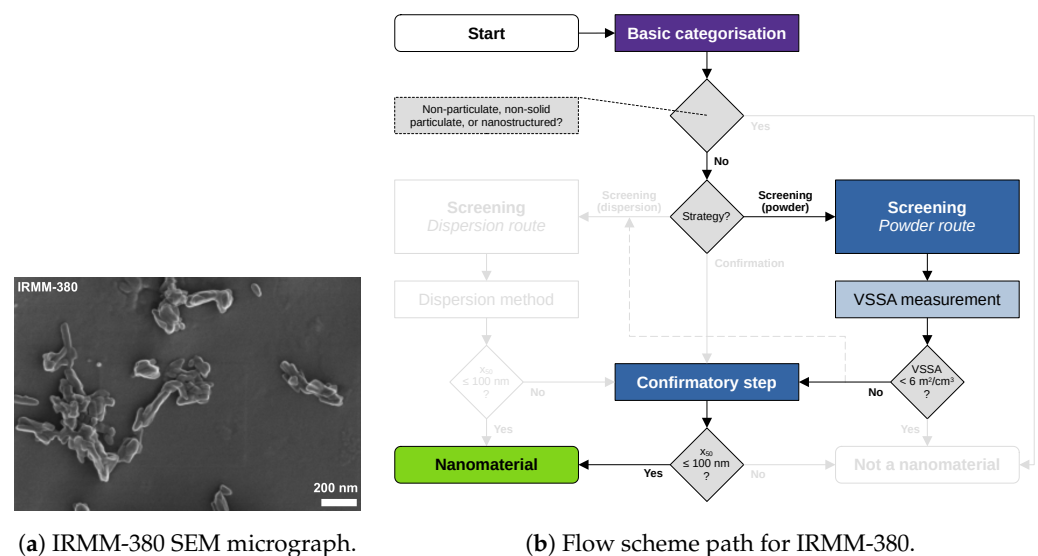 Start
Basic categorisation
Non-particulate, non-solid
particulate, or nanostructured?
Yes
No
Screening
Dispersion route
Screening
(dispersion)
Strategy?
Screening
(powder)
Screening
Powder route
Confirmation
Dispersion method
VSSA measurement
x₅₀
≤ 100 nm
?
No
Yes
Confirmatory step
VSSA
< 6 m²/cm³
?
No
Yes
Nanomaterial
Yes
x₅₀
≤ 100 nm
?
No
Not a nanomaterial
IRMM-380
200 nm
(a) IRMM-380 SEM micrograph.
(b) Flow scheme path for IRMM-380.